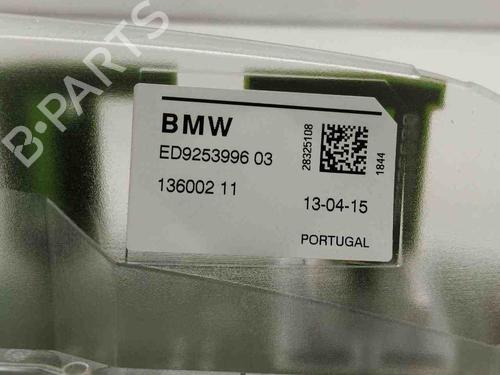 B-PARTS
BMW
ED9253996 03
136002 11
13-04-15
PORTUGAL
28325108
1844